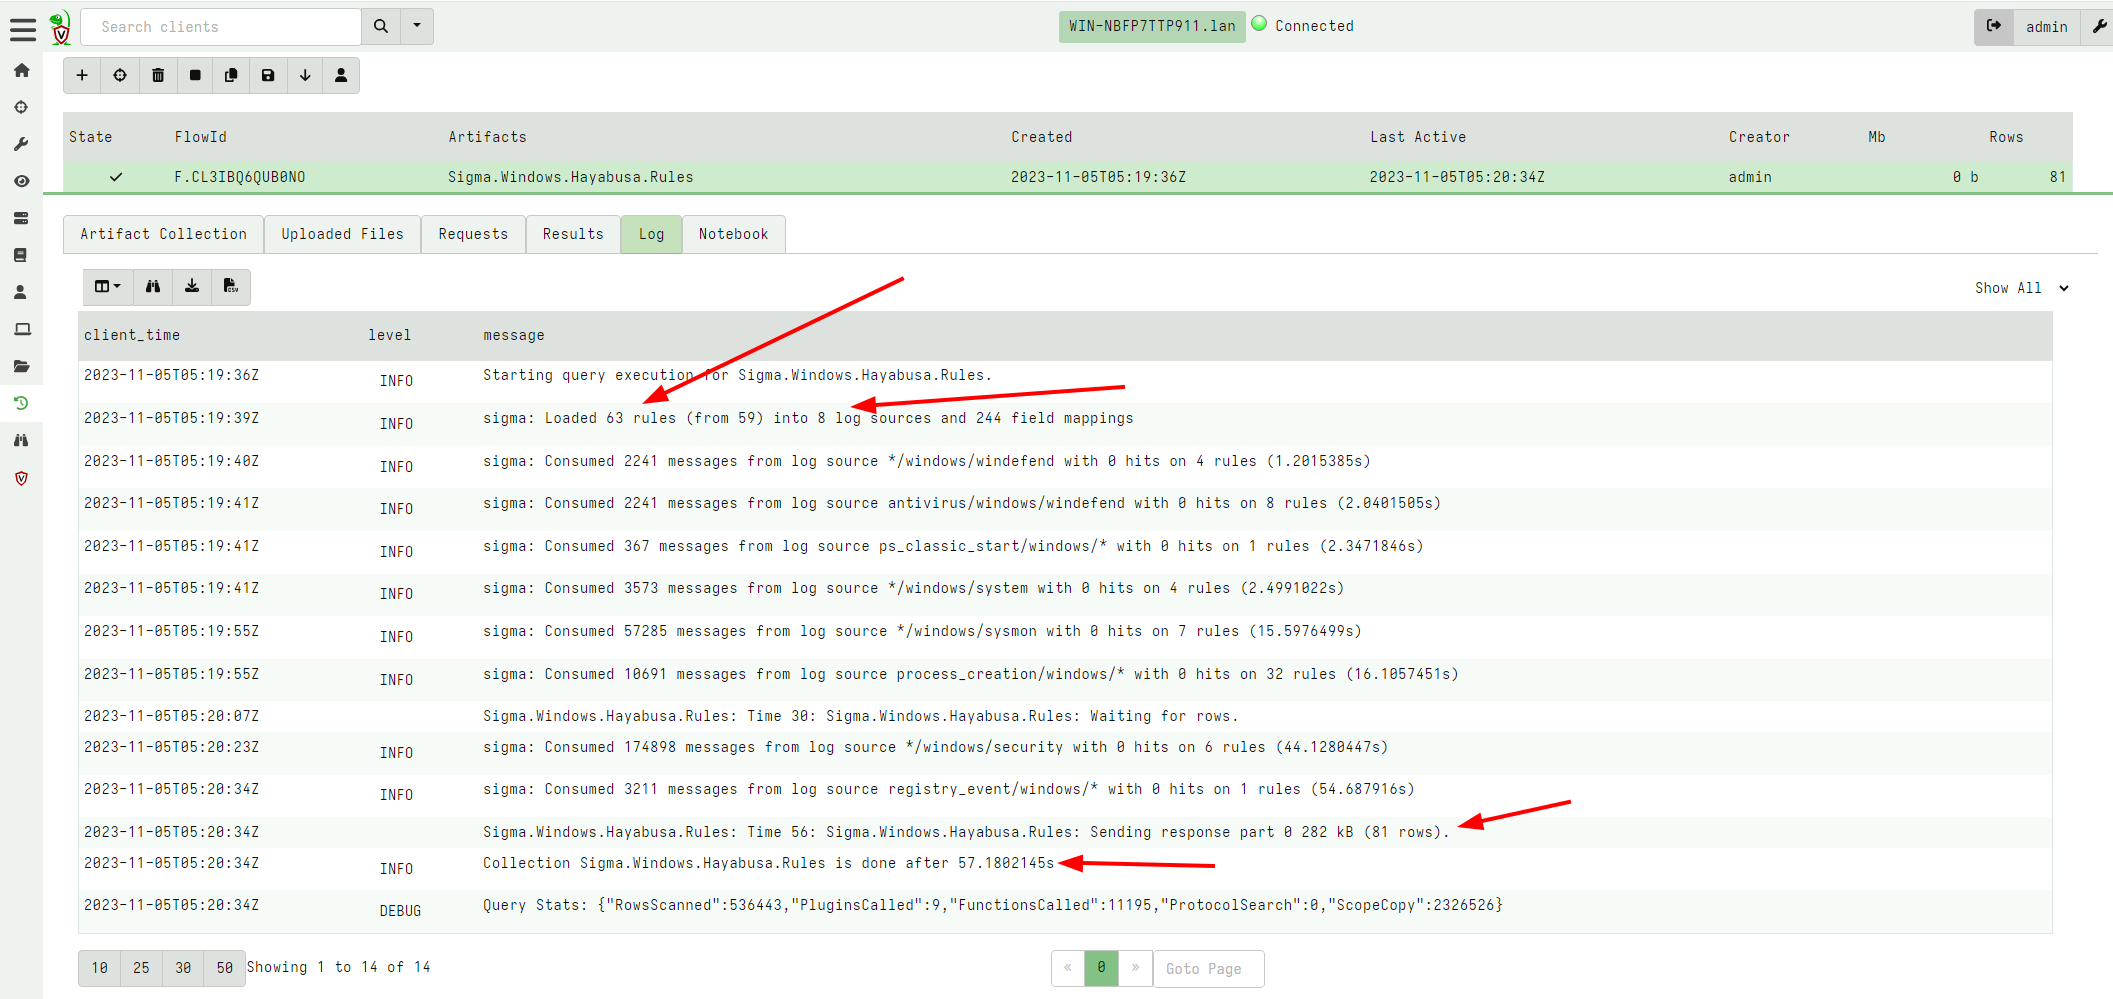 Search clients
WIN-NBFP7TTP911.lan Connected
admin
State FlowId Artifacts Created Last Active Creator Mb Rows
F.CL3IBQ6QUB0NO Sigma.Windows.Hayabusa.Rules 2023-11-05T05:19:36Z 2023-11-05T05:20:34Z admin 0 b 81
Artifact Collection Uploaded Files Requests Results Log Notebook
Show All
client_time level message
2023-11-05T05:19:36Z INFO Starting query execution for Sigma.Windows.Hayabusa.Rules.
2023-11-05T05:19:39Z INFO sigma: Loaded 63 rules (from 59) into 8 log sources and 244 field mappings
2023-11-05T05:19:40Z INFO sigma: Consumed 2241 messages from log source */windows/windefend with 0 hits on 4 rules (1.2015385s)
2023-11-05T05:19:41Z INFO sigma: Consumed 2241 messages from log source antivirus/windows/windefend with 0 hits on 8 rules (2.0401505s)
2023-11-05T05:19:41Z INFO sigma: Consumed 367 messages from log source ps_classic_start/windows/* with 0 hits on 1 rules (2.3471846s)
2023-11-05T05:19:41Z INFO sigma: Consumed 3573 messages from log source */windows/system with 0 hits on 4 rules (2.4991022s)
2023-11-05T05:19:55Z INFO sigma: Consumed 57285 messages from log source */windows/sysmon with 0 hits on 7 rules (15.5976499s)
2023-11-05T05:19:55Z INFO sigma: Consumed 10691 messages from log source process_creation/windows/* with 0 hits on 32 rules (16.1057451s)
2023-11-05T05:20:07Z Sigma.Windows.Hayabusa.Rules: Time 30: Sigma.Windows.Hayabusa.Rules: Waiting for rows.
2023-11-05T05:20:23Z INFO sigma: Consumed 174898 messages from log source */windows/security with 0 hits on 6 rules (44.1280447s)
2023-11-05T05:20:34Z INFO sigma: Consumed 3211 messages from log source registry_event/windows/* with 0 hits on 1 rules (54.687916s)
2023-11-05T05:20:34Z Sigma.Windows.Hayabusa.Rules: Time 56: Sigma.Windows.Hayabusa.Rules: Sending response part 0 282 kB (81 rows).
2023-11-05T05:20:34Z INFO Collection Sigma.Windows.Hayabusa.Rules is done after 57.1802145s
2023-11-05T05:20:34Z DEBUG Query Stats: {"RowsScanned":536443,"PluginsCalled":9,"FunctionsCalled":11195,"ProtocolSearch":0,"ScopeCopy":2326526}
10 25 30 50 Showing 1 to 14 of 14 « 0 » Goto Page